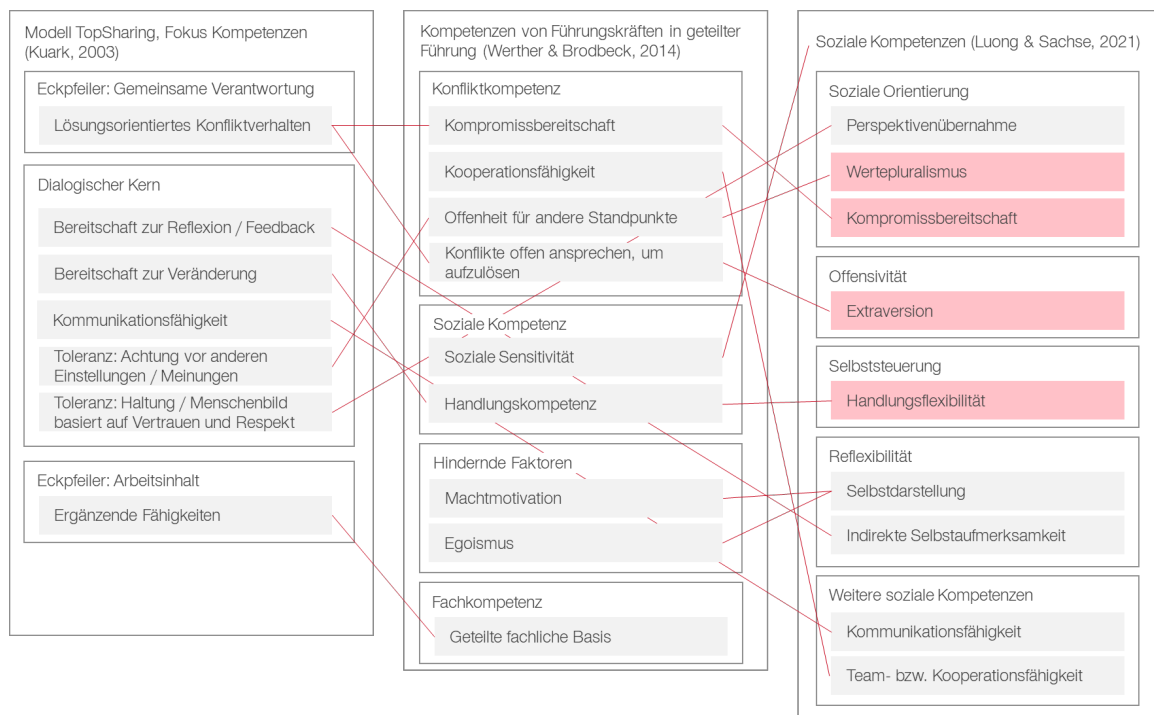 Modell TopSharing, Fokus Kompetenzen
(Kuark, 2003)
Eckpfeiler: Gemeinsame Verantwortung
Lösungsorientiertes Konfliktverhalten
Dialogischer Kern
Bereitschaft zur Reflexion / Feedback
Bereitschaft zur Veränderung
Kommunikationsfähigkeit
Toleranz: Achtung vor anderen
Einstellungen / Meinungen
Toleranz: Haltung / Menschenbild
basiert auf Vertrauen und Respekt
Eckpfeiler: Arbeitsinhalt
Ergänzende Fähigkeiten
Kompetenzen von Führungskräften in geteilter
Führung (Werther & Brodbeck, 2014)
Konfliktkompetenz
Kompromissbereitschaft
Kooperationsfähigkeit
Offenheit für andere Standpunkte
Konflikte offen ansprechen, um
aufzulösen
Soziale Kompetenz
Soziale Sensitivität
Handlungskompetenz
Hindernde Faktoren
Machtmotivation
Egoismus
Fachkompetenz
Geteilte fachliche Basis
Soziale Kompetenzen (Luong & Sachse, 2021)
Soziale Orientierung
Perspektivenübernahme
Wertepluralismus
Kompromissbereitschaft
Offensivität
Extraversion
Selbststeuerung
Handlungsflexibilität
Reflexibilität
Selbstdarstellung
Indirekte Selbstaufmerksamkeit
Weitere soziale Kompetenzen
Kommunikationsfähigkeit
Team- bzw. Kooperationsfähigkeit